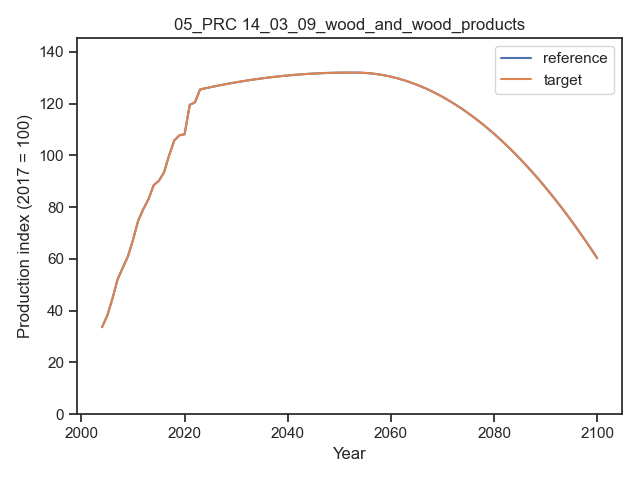 05_PRC 14_03_09_wood_and_wood_products
reference
target
Production index (2017 = 100)
140
120
100
80
60
40
20
0
2000
2020
2040
2060
2080
2100
Year